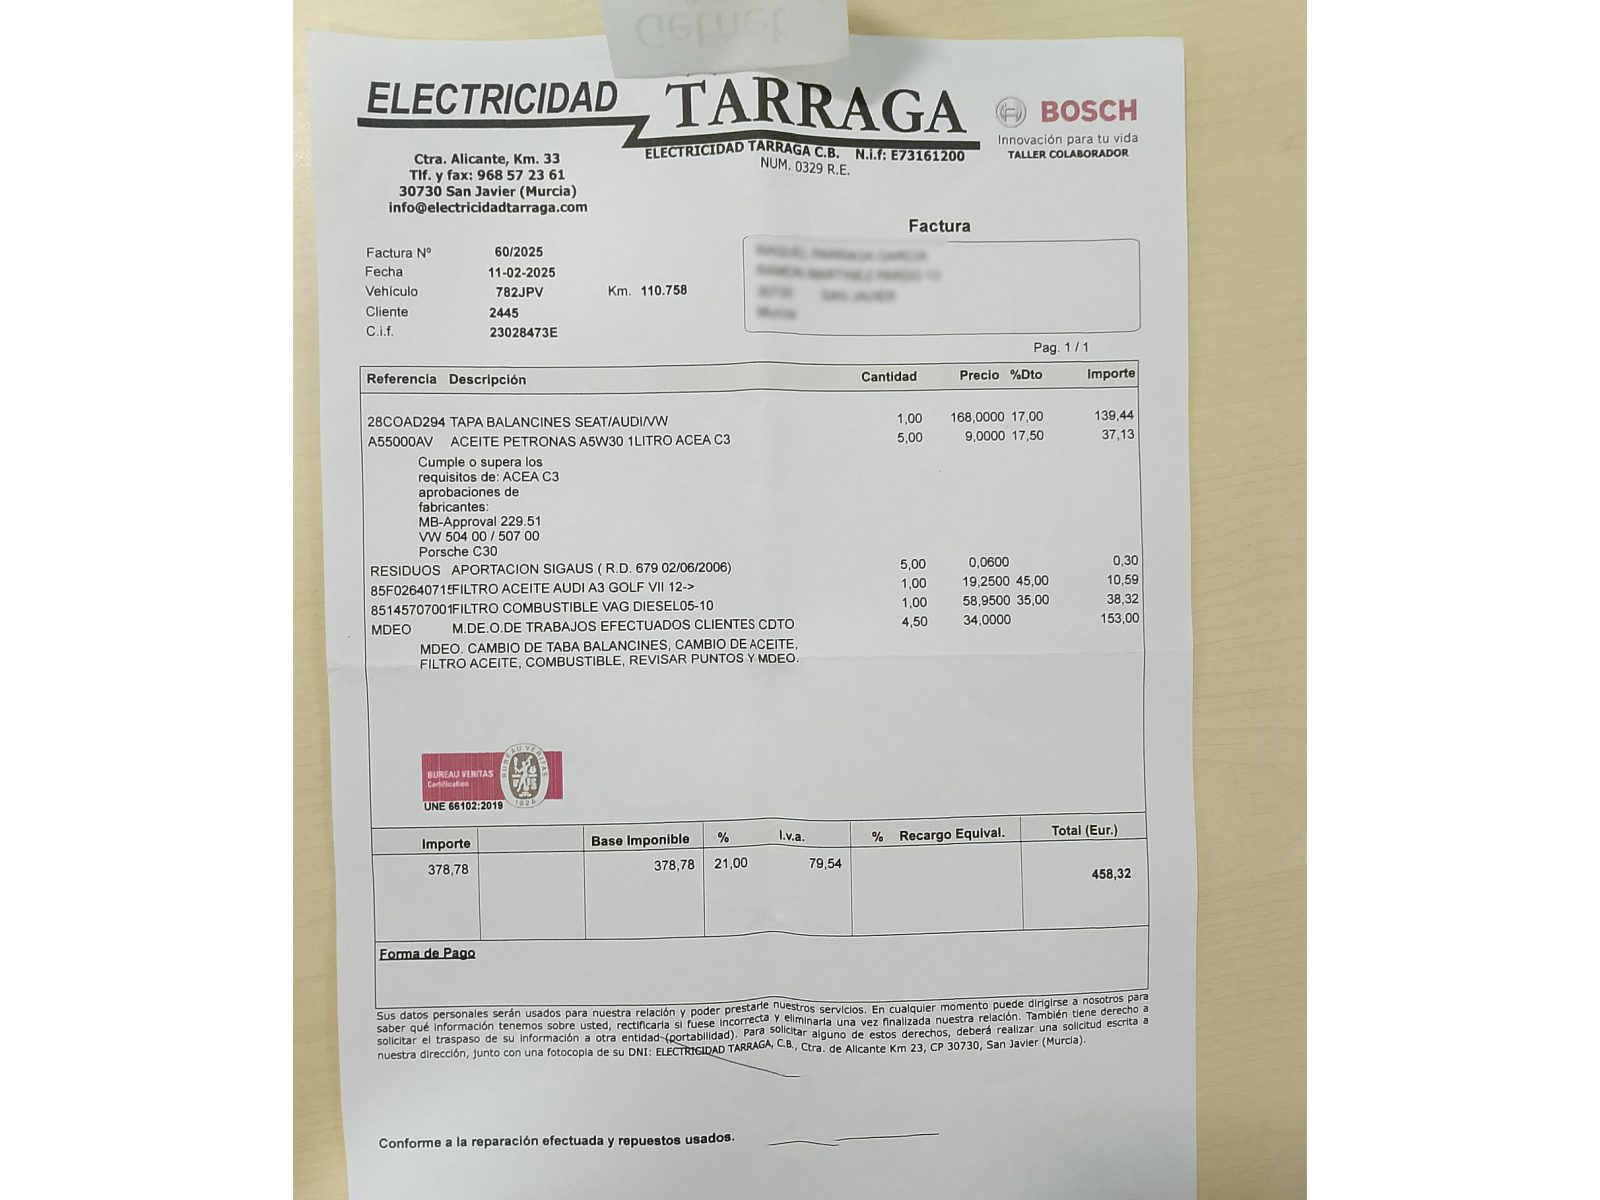 Getnet
ELECTRICIDAD TARRAGA
BOSCH
Innovación para tu vida
TALLER COLABORADOR
ELECTRICIDAD TARRAGA C.B. N.i.f: E73161200
NUM. 0329 R.E.
Ctra. Alicante, Km. 33
Tlf. y fax: 968 57 23 61
30730 San Javier (Murcia)
info@electricidadtarraga.com
Factura
Factura Nº 60/2025
Fecha 11-02-2025
Vehículo 782JPV Km. 110.758
Cliente 2445
C.i.f. 23028473E
Pag. 1 / 1
Referencia Descripción Cantidad Precio %Dto Importe
28COAD294 TAPA BALANCINES SEAT/AUDI/VW 1,00 168,0000 17,00 139,44
A55000AV ACEITE PETRONAS A5W30 1LITRO ACEA C3 5,00 9,0000 17,50 37,13
Cumple o supera los
requisitos de: ACEA C3
aprobaciones de
fabricantes:
MB-Approval 229.51
VW 504 00 / 507 00
Porsche C30
RESIDUOS APORTACION SIGAUS ( R.D. 679 02/06/2006) 5,00 0,0600 0,30
85F0264071 FILTRO ACEITE AUDI A3 GOLF VII 12-> 1,00 19,2500 45,00 10,59
85145707001 FILTRO COMBUSTIBLE VAG DIESEL05-10 1,00 58,9500 35,00 38,32
MDEO M.DE.O.DE TRABAJOS EFECTUADOS CLIENTES CDTO 4,50 34,0000 153,00
MDEO. CAMBIO DE TABA BALANCINES, CAMBIO DE ACEITE,
FILTRO ACEITE, COMBUSTIBLE, REVISAR PUNTOS Y MDEO.
BUREAU VERITAS
Certification
BUREAU VERITAS
1828
UNE 66102:2019
Importe Base Imponible % I.v.a. % Recargo Equival. Total (Eur.)
378,78 378,78 21,00 79,54 458,32
Forma de Pago
Sus datos personales serán usados para nuestra relación y poder prestarle nuestros servicios. En cualquier momento puede dirigirse a nosotros para
saber qué información tenemos sobre usted, rectificarla si fuese incorrecta y eliminarla una vez finalizada nuestra relación. También tiene derecho a
solicitar el traspaso de su información a otra entidad (portabilidad). Para solicitar alguno de estos derechos, deberá realizar una solicitud escrita a
nuestra dirección, junto con una fotocopia de su DNI: ELECTRICIDAD TARRAGA, C.B., Ctra. de Alicante Km 23, CP 30730, San Javier (Murcia).
Conforme a la reparación efectuada y repuestos usados.